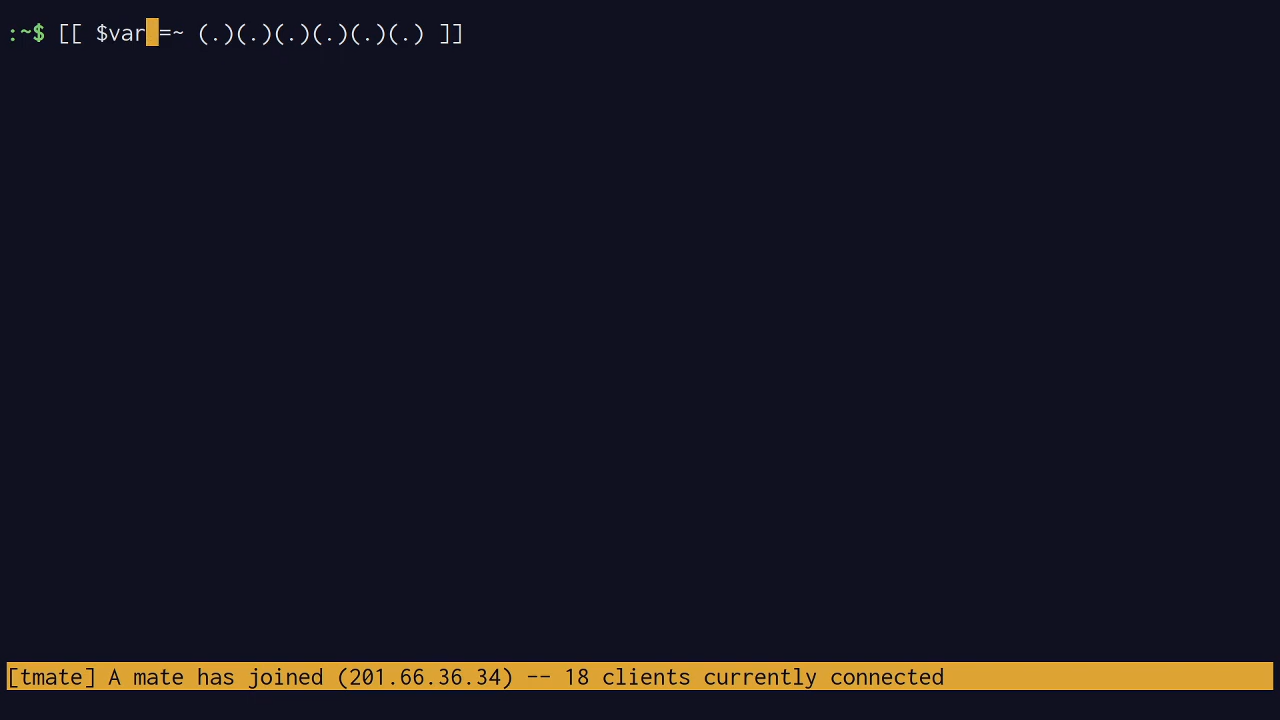 :~$ [[ $var =~ (.)(.)(.)(.)(.)(.) ]]
[tmate] A mate has joined (201.66.36.34) -- 18 clients currently connected